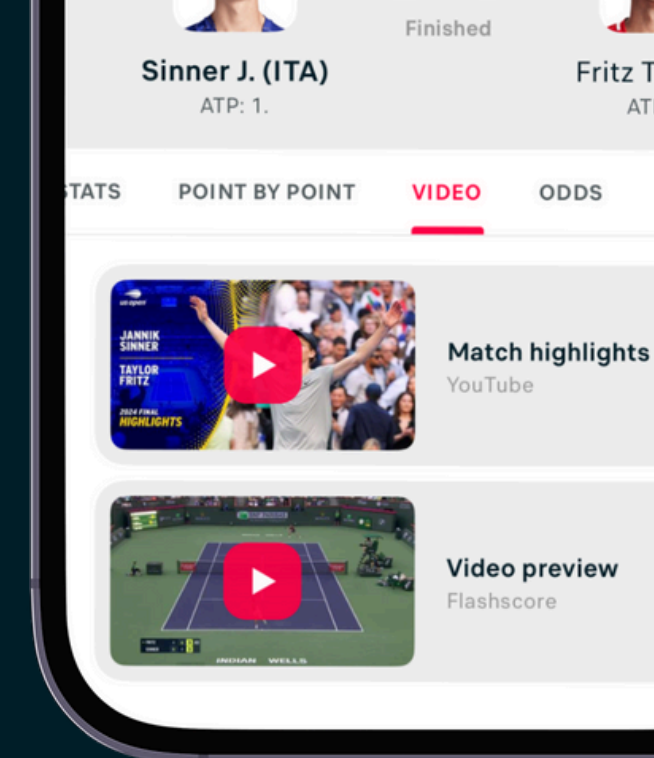 Finished
Sinner J. (ITA)
ATP: 1.
Fritz T
AT
STATS
POINT BY POINT
VIDEO
ODDS
us open
JANNIK
SINNER
TAYLOR
FRITZ
2024 FINAL
HIGHLIGHTS
Match highlights
YouTube
INDIAN WELLS
Video preview
Flashscore